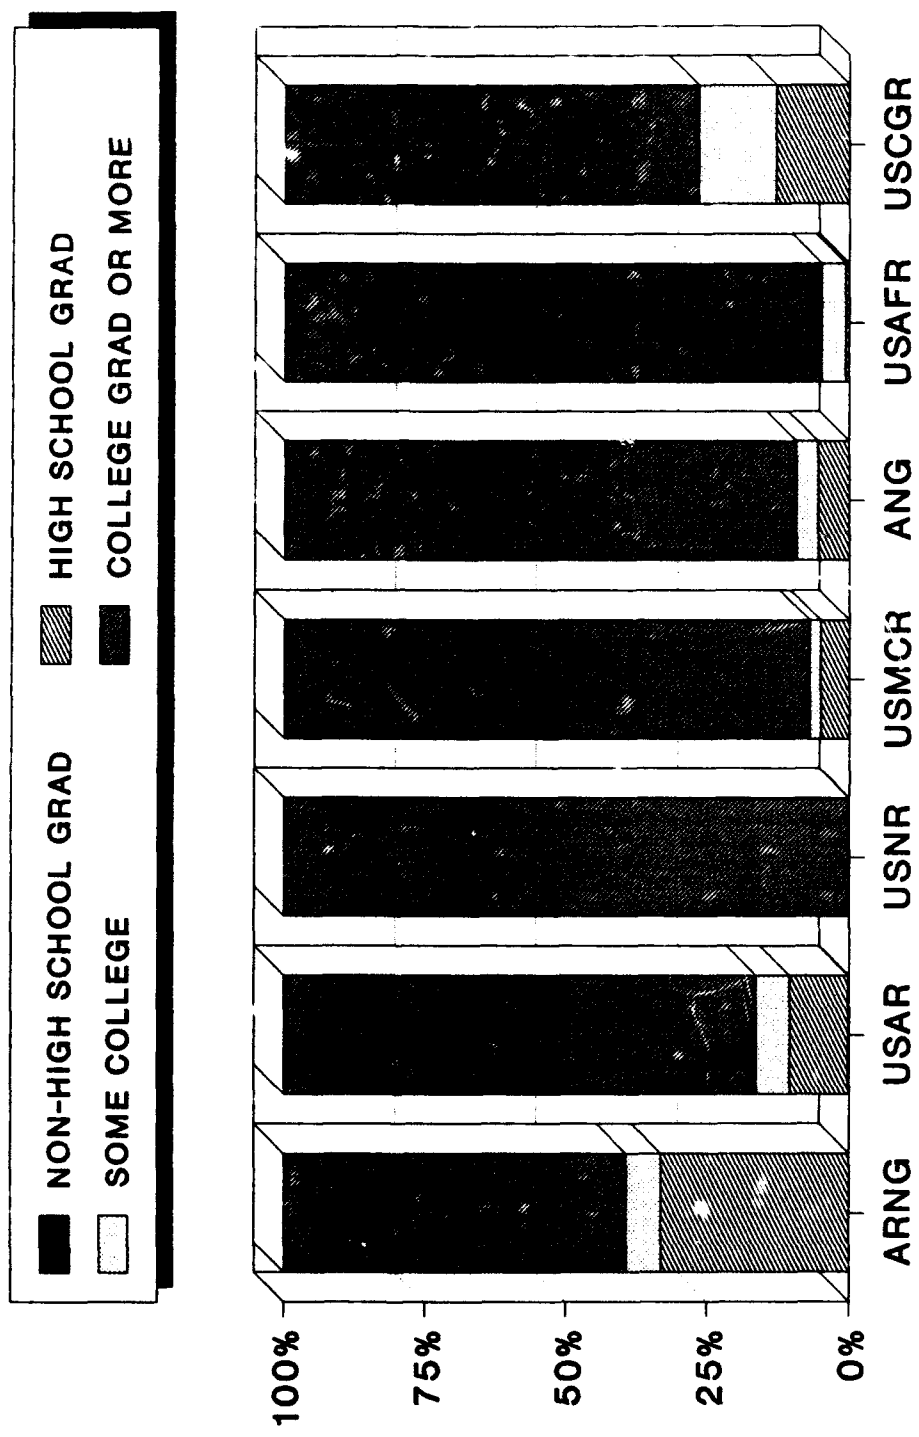 NON-HIGH SCHOOL GRAD
HIGH SCHOOL GRAD
SOME COLLEGE
COLLEGE GRAD OR MORE
100%
75%
50%
25%
0%
ARNG
USAR
USNR
USMCR
ANG
USAFR
USCGR